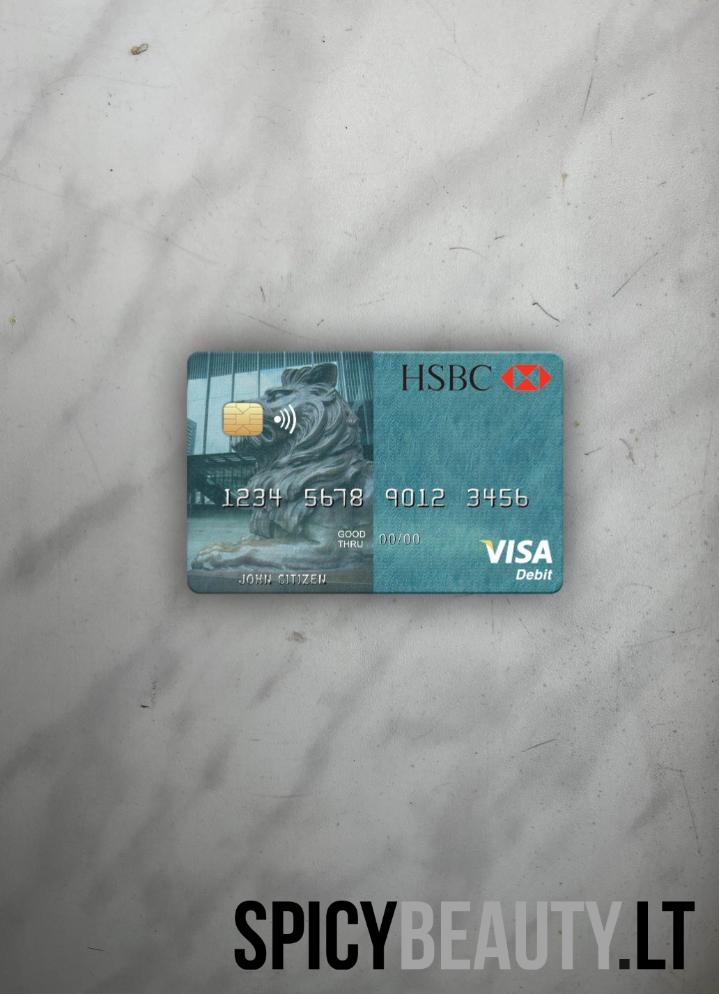 HSBC
1234 5678 9012 3456
GOOD
THRU 00/00
VISA
Debit
JOHN CITIZEN
SPICYBEAUTY.LT